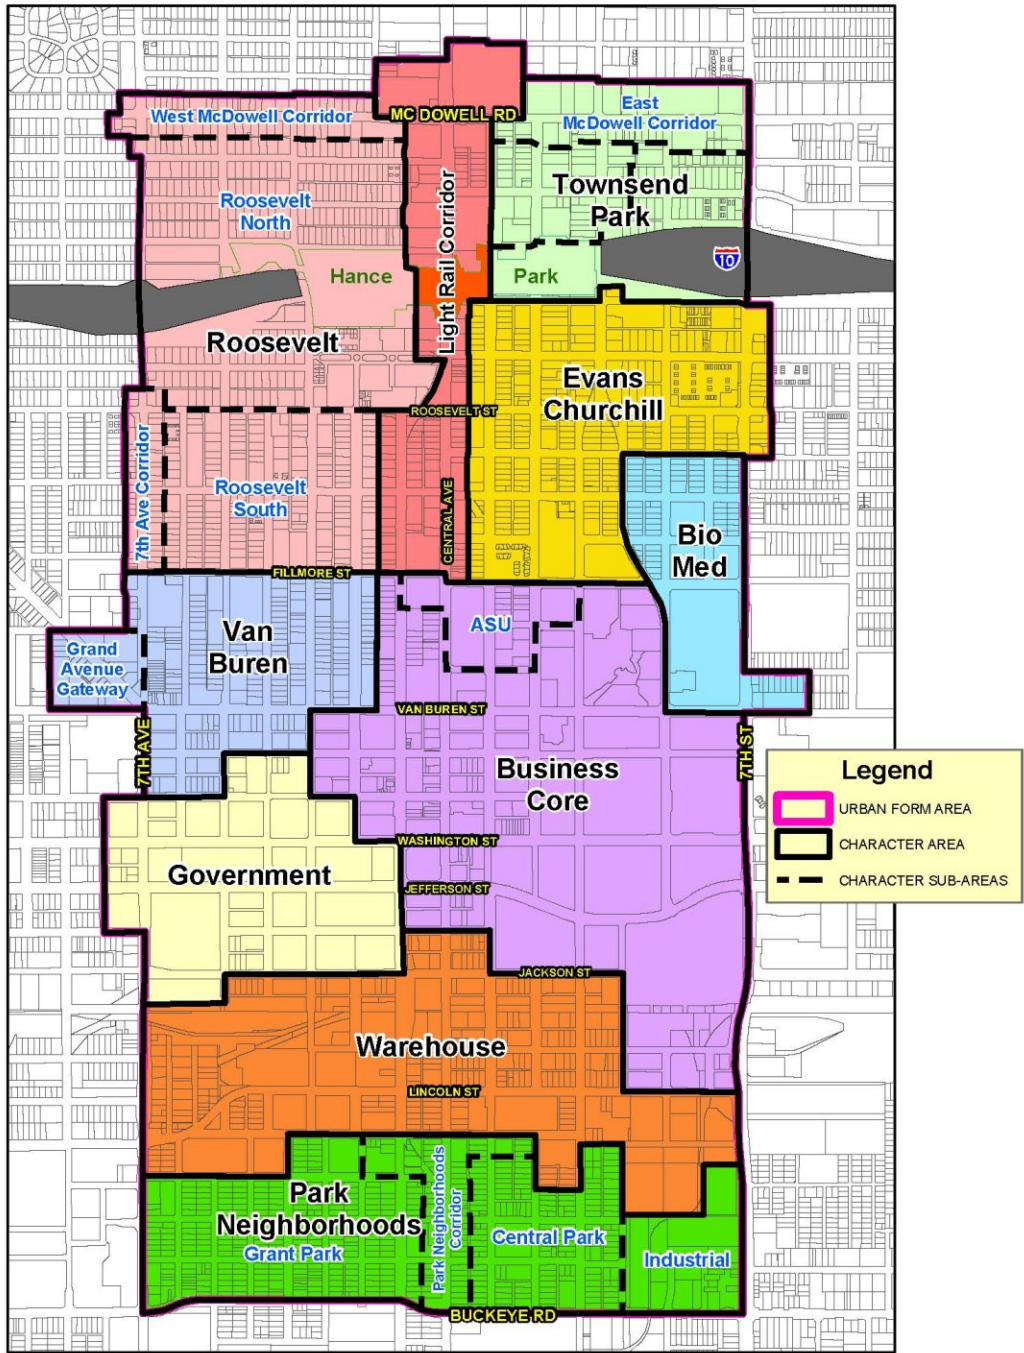 MC DOWELL RD
West McDowell Corridor
East
McDowell Corridor
Townsend
Park
Roosevelt
North
Light Rail Corridor
10
Hance
Park
Roosevelt
Evans
Churchill
ROOSEVELT ST
7th Ave Corridor
Roosevelt
South
CENTRAL AVE
Bio
Med
FILLMORE ST
Van
Buren
ASU
Grand
Avenue
Gateway
VAN BUREN ST
7TH AVE
7TH ST
Business
Core
Legend
URBAN FORM AREA
CHARACTER AREA
CHARACTER SUB-AREAS
WASHINGTON ST
Government
JEFFERSON ST
JACKSON ST
Warehouse
LINCOLN ST
Park
Neighborhoods
Grant Park
Park Neighborhoods
Corridor
Central Park
Industrial
BUCKEYE RD